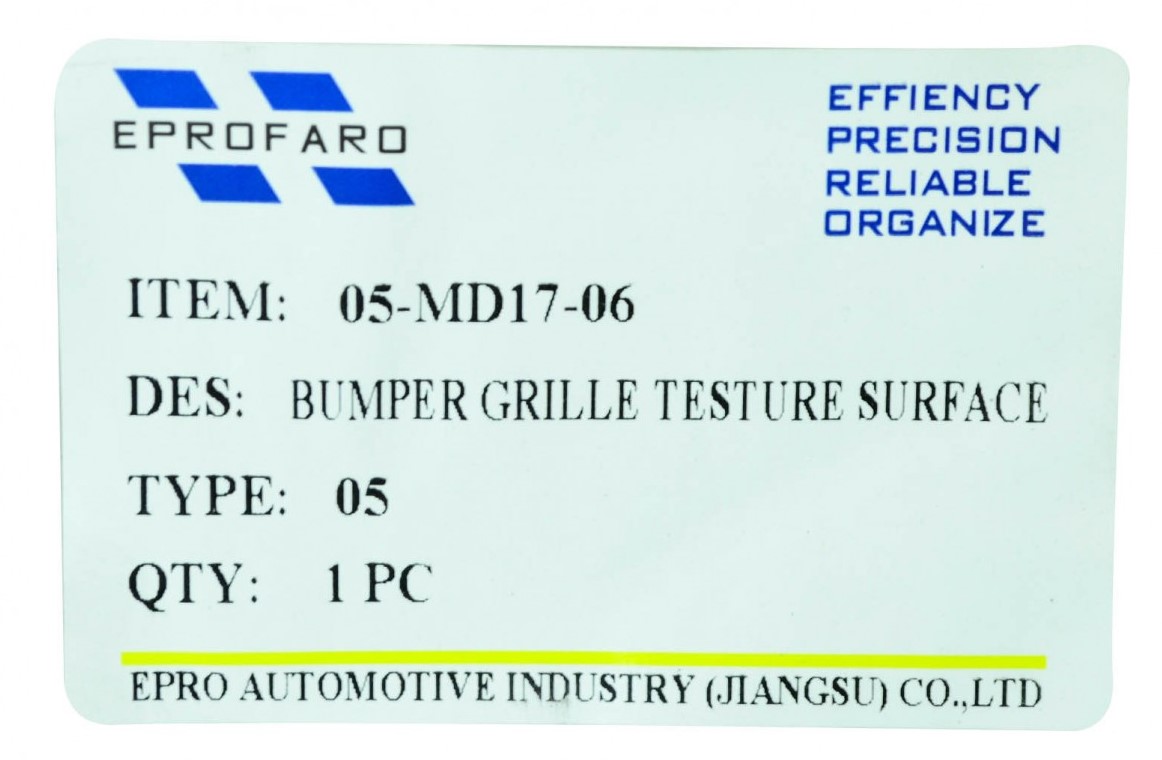 EPROFARO
EFFIENCY
PRECISION
RELIABLE
ORGANIZE
ITEM: 05-MD17-06
DES: BUMPER GRILLE TESTURE SURFACE
TYPE: 05
QTY: 1 PC
EPRO AUTOMOTIVE INDUSTRY (JIANGSU) CO.,LTD